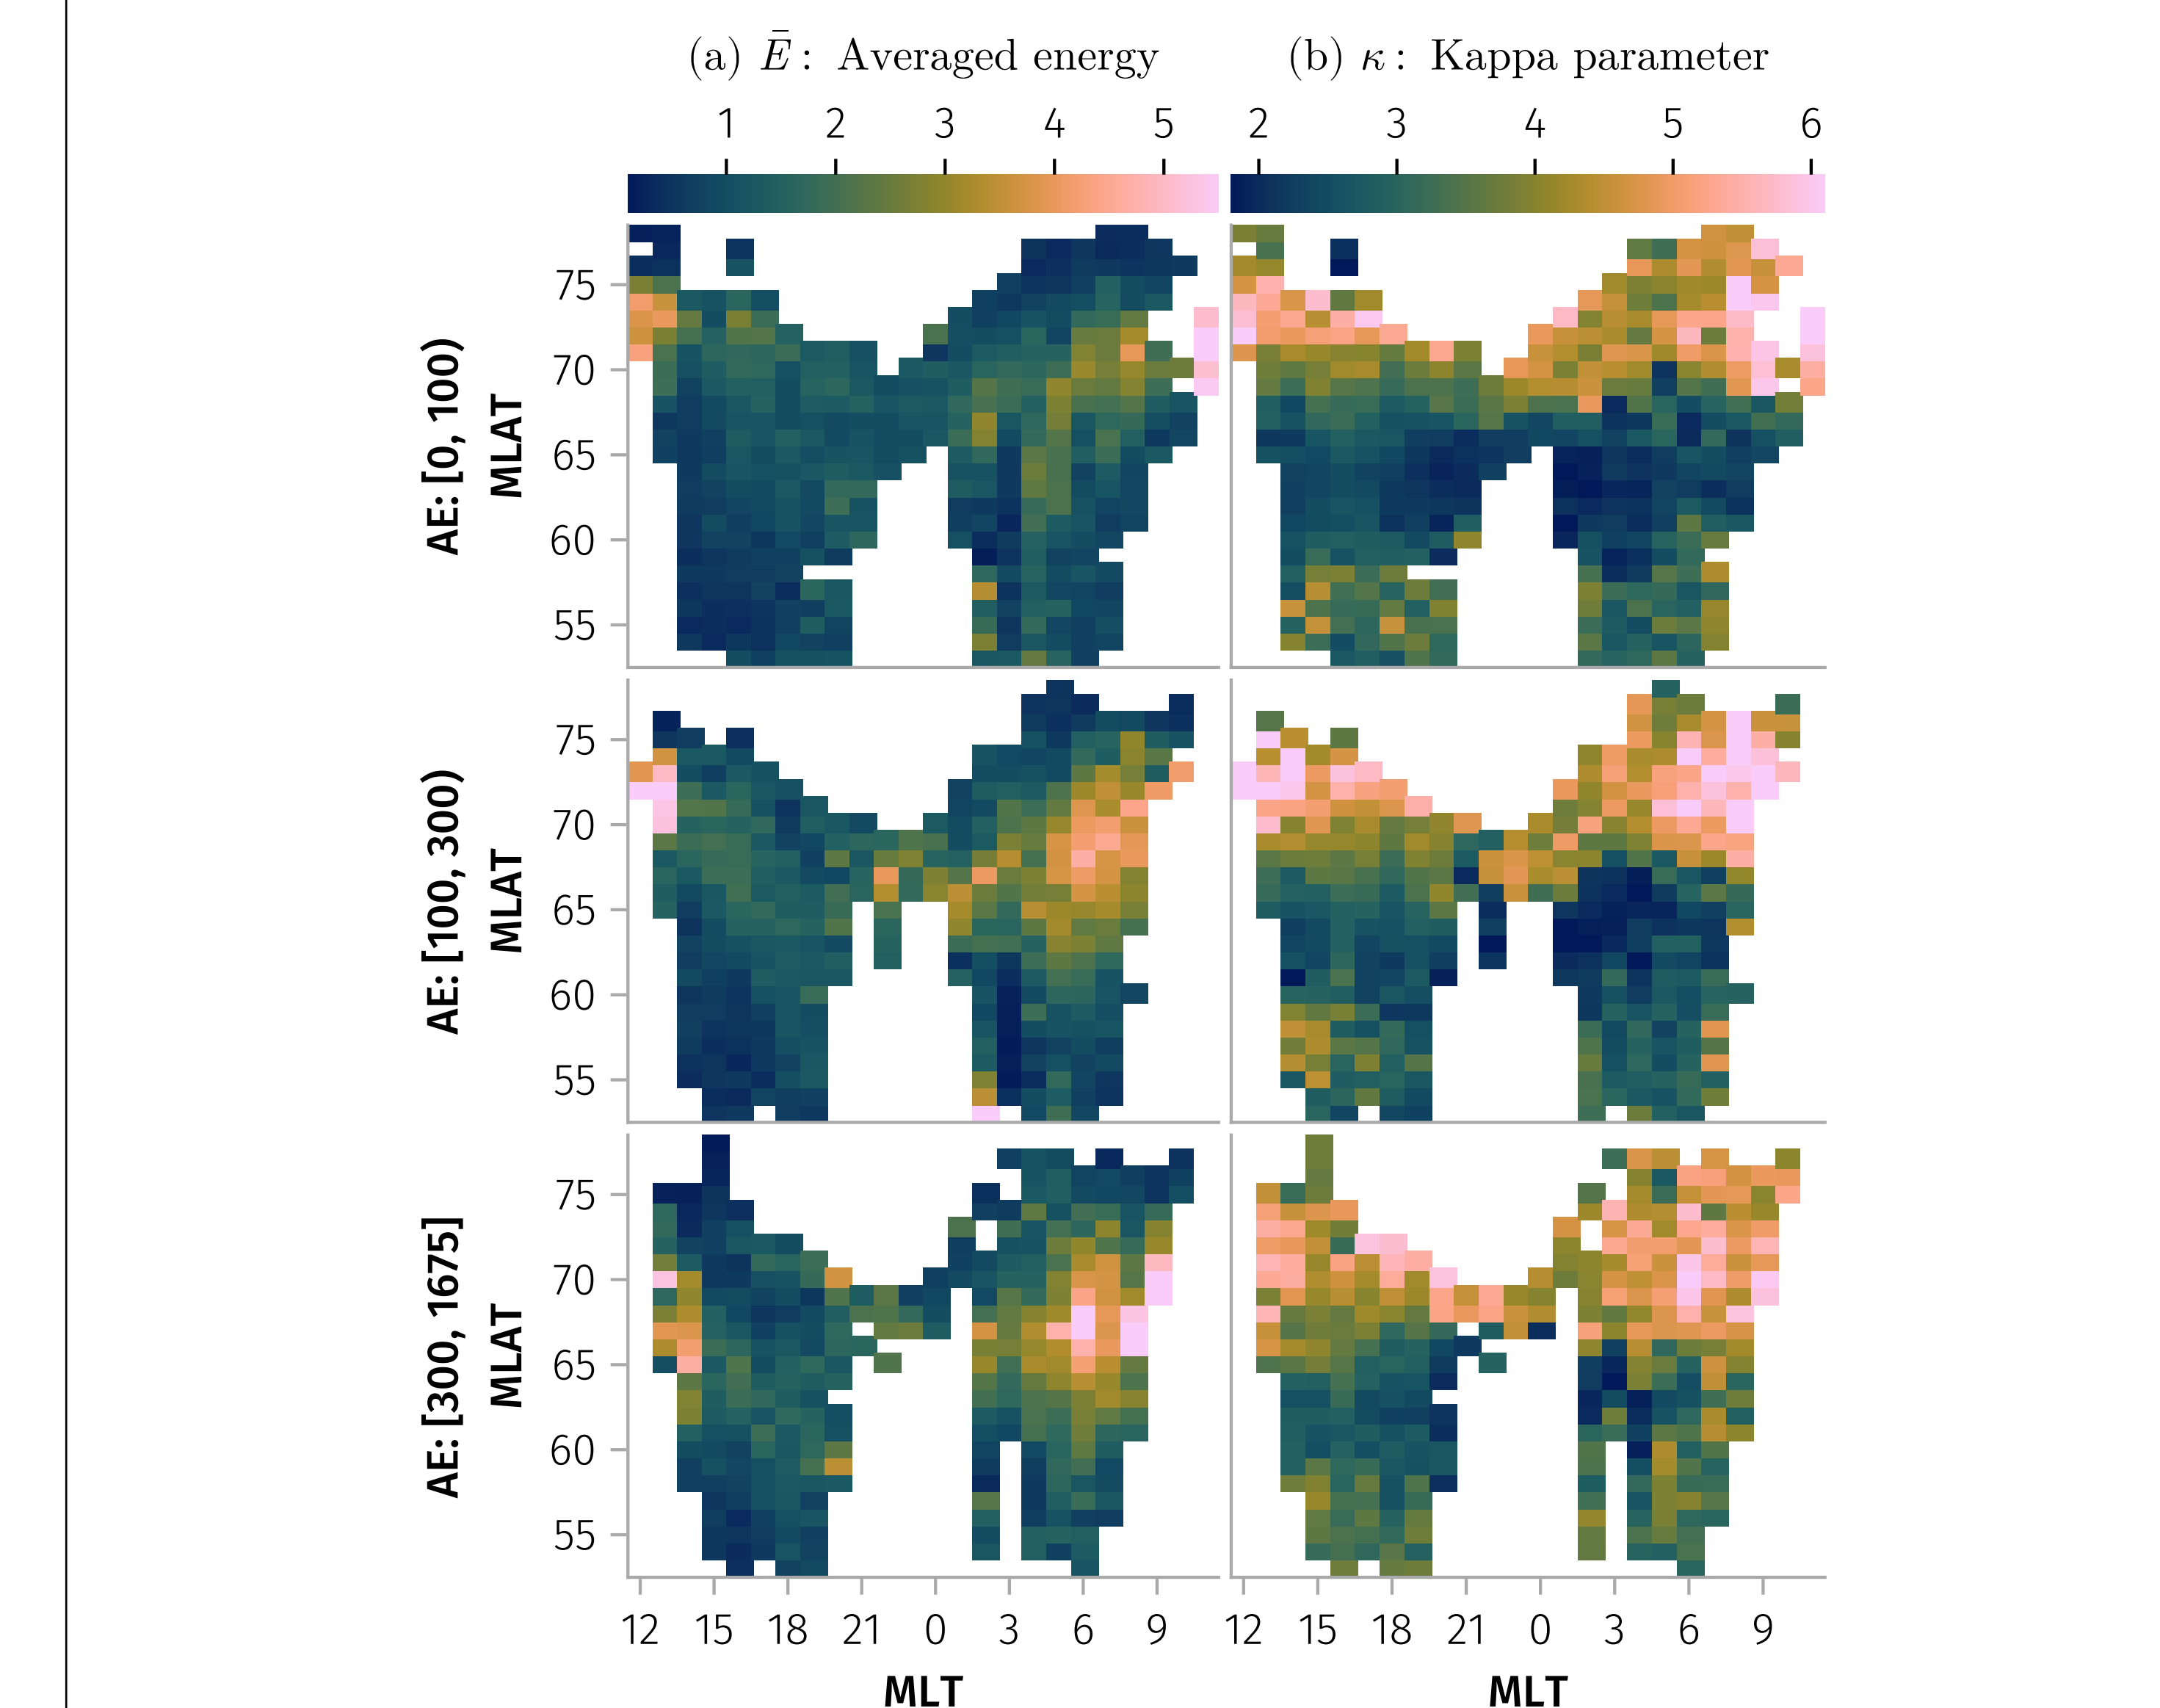 (a) Ē : Averaged energy
(b) κ : Kappa parameter
1 2 3 4 5
2 3 4 5 6
AE: [0, 100)
MLAT
75
70
65
60
55
AE: [100, 300)
MLAT
75
70
65
60
55
AE: [300, 1675]
MLAT
75
70
65
60
55
12 15 18 21 0 3 6 9
12 15 18 21 0 3 6 9
MLT
MLT